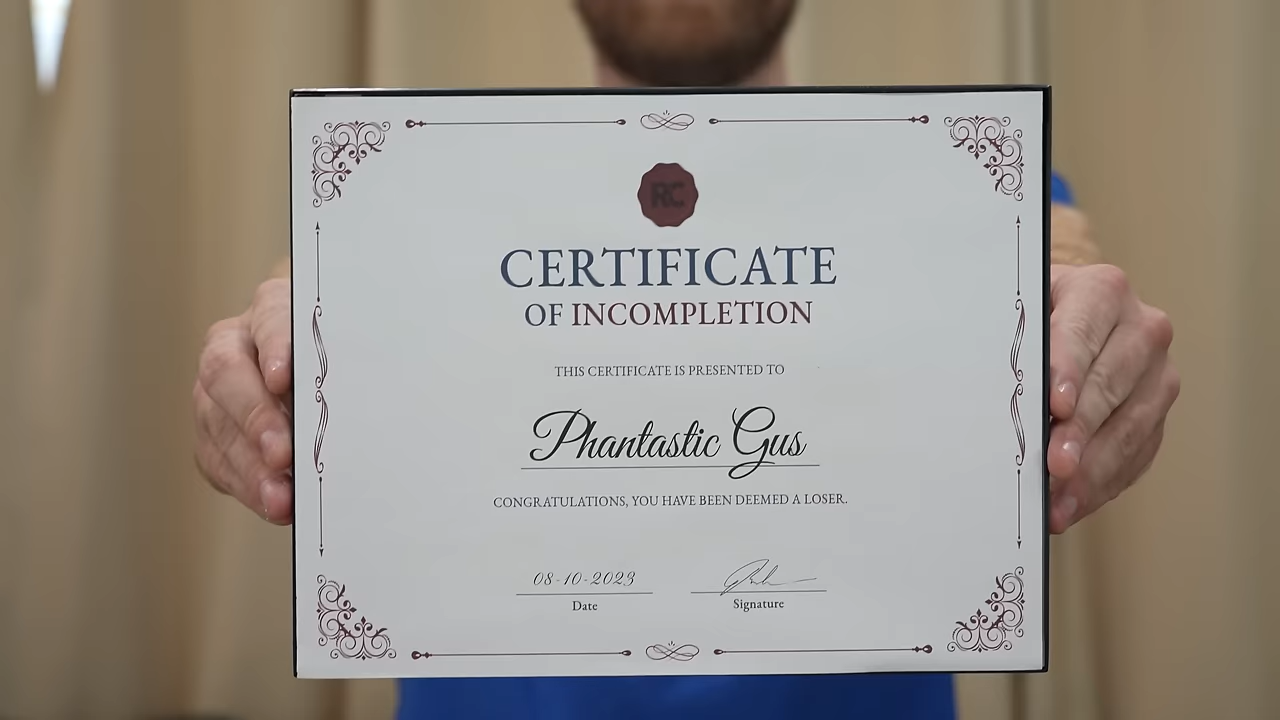 RC
CERTIFICATE
OF INCOMPLETION
THIS CERTIFICATE IS PRESENTED TO
Phantastic Gus
CONGRATULATIONS, YOU HAVE BEEN DEEMED A LOSER.
08-10-2023
Date
Signature